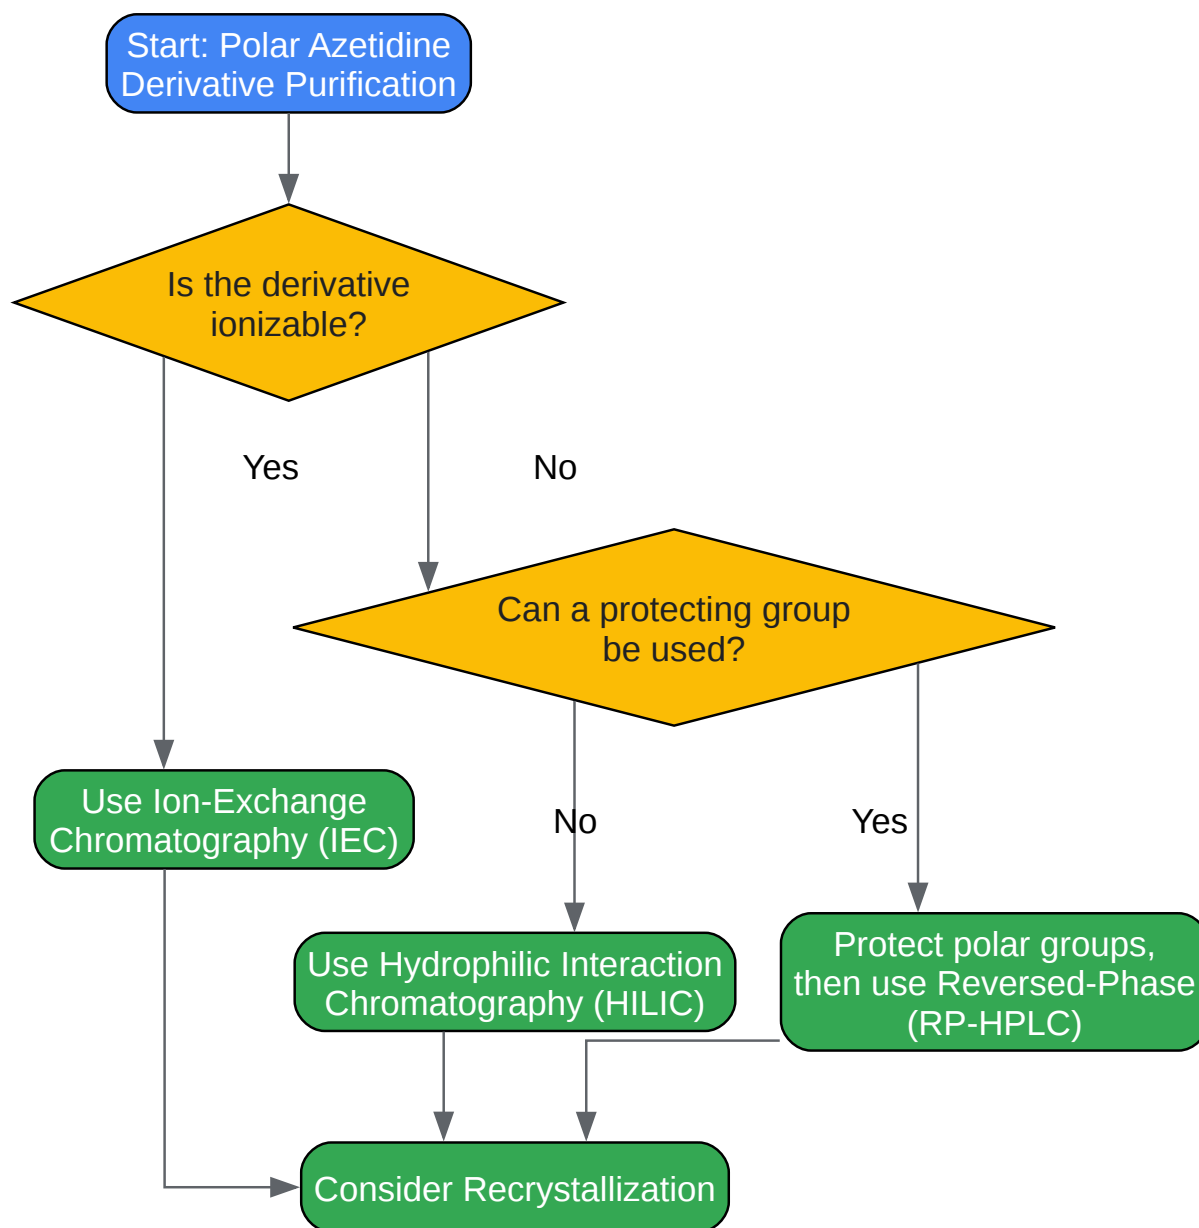 Start: Polar Azetidine
Derivative Purification
Is the derivative
ionizable?
Yes
No
Can a protecting group
be used?
Use Ion-Exchange
Chromatography (IEC)
No
Yes
Use Hydrophilic Interaction
Chromatography (HILIC)
Protect polar groups,
then use Reversed-Phase
(RP-HPLC)
Consider Recrystallization